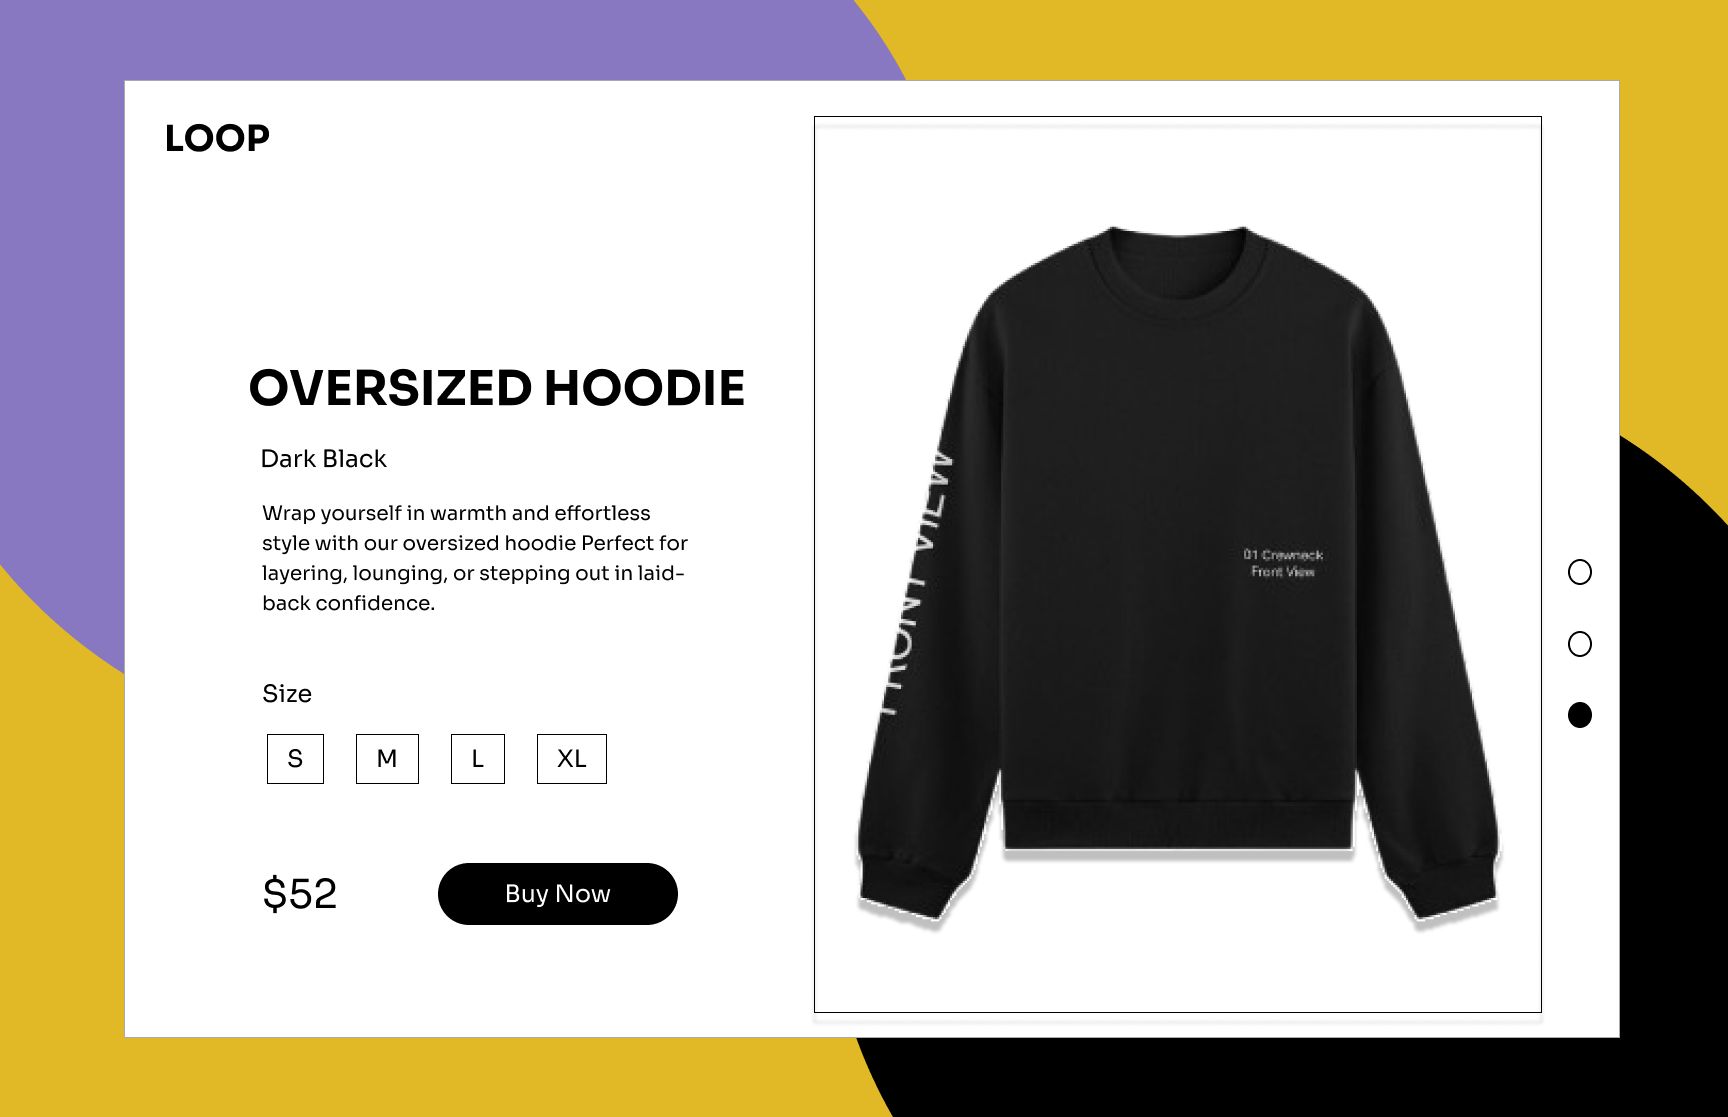 LOOP
OVERSIZED HOODIE
Dark Black
Wrap yourself in warmth and effortless
style with our oversized hoodie Perfect for
layering, lounging, or stepping out in laid-
back confidence.
Size
S
M
L
XL
$52
Buy Now
FRONT VIEW
01 Crewneck
Front View